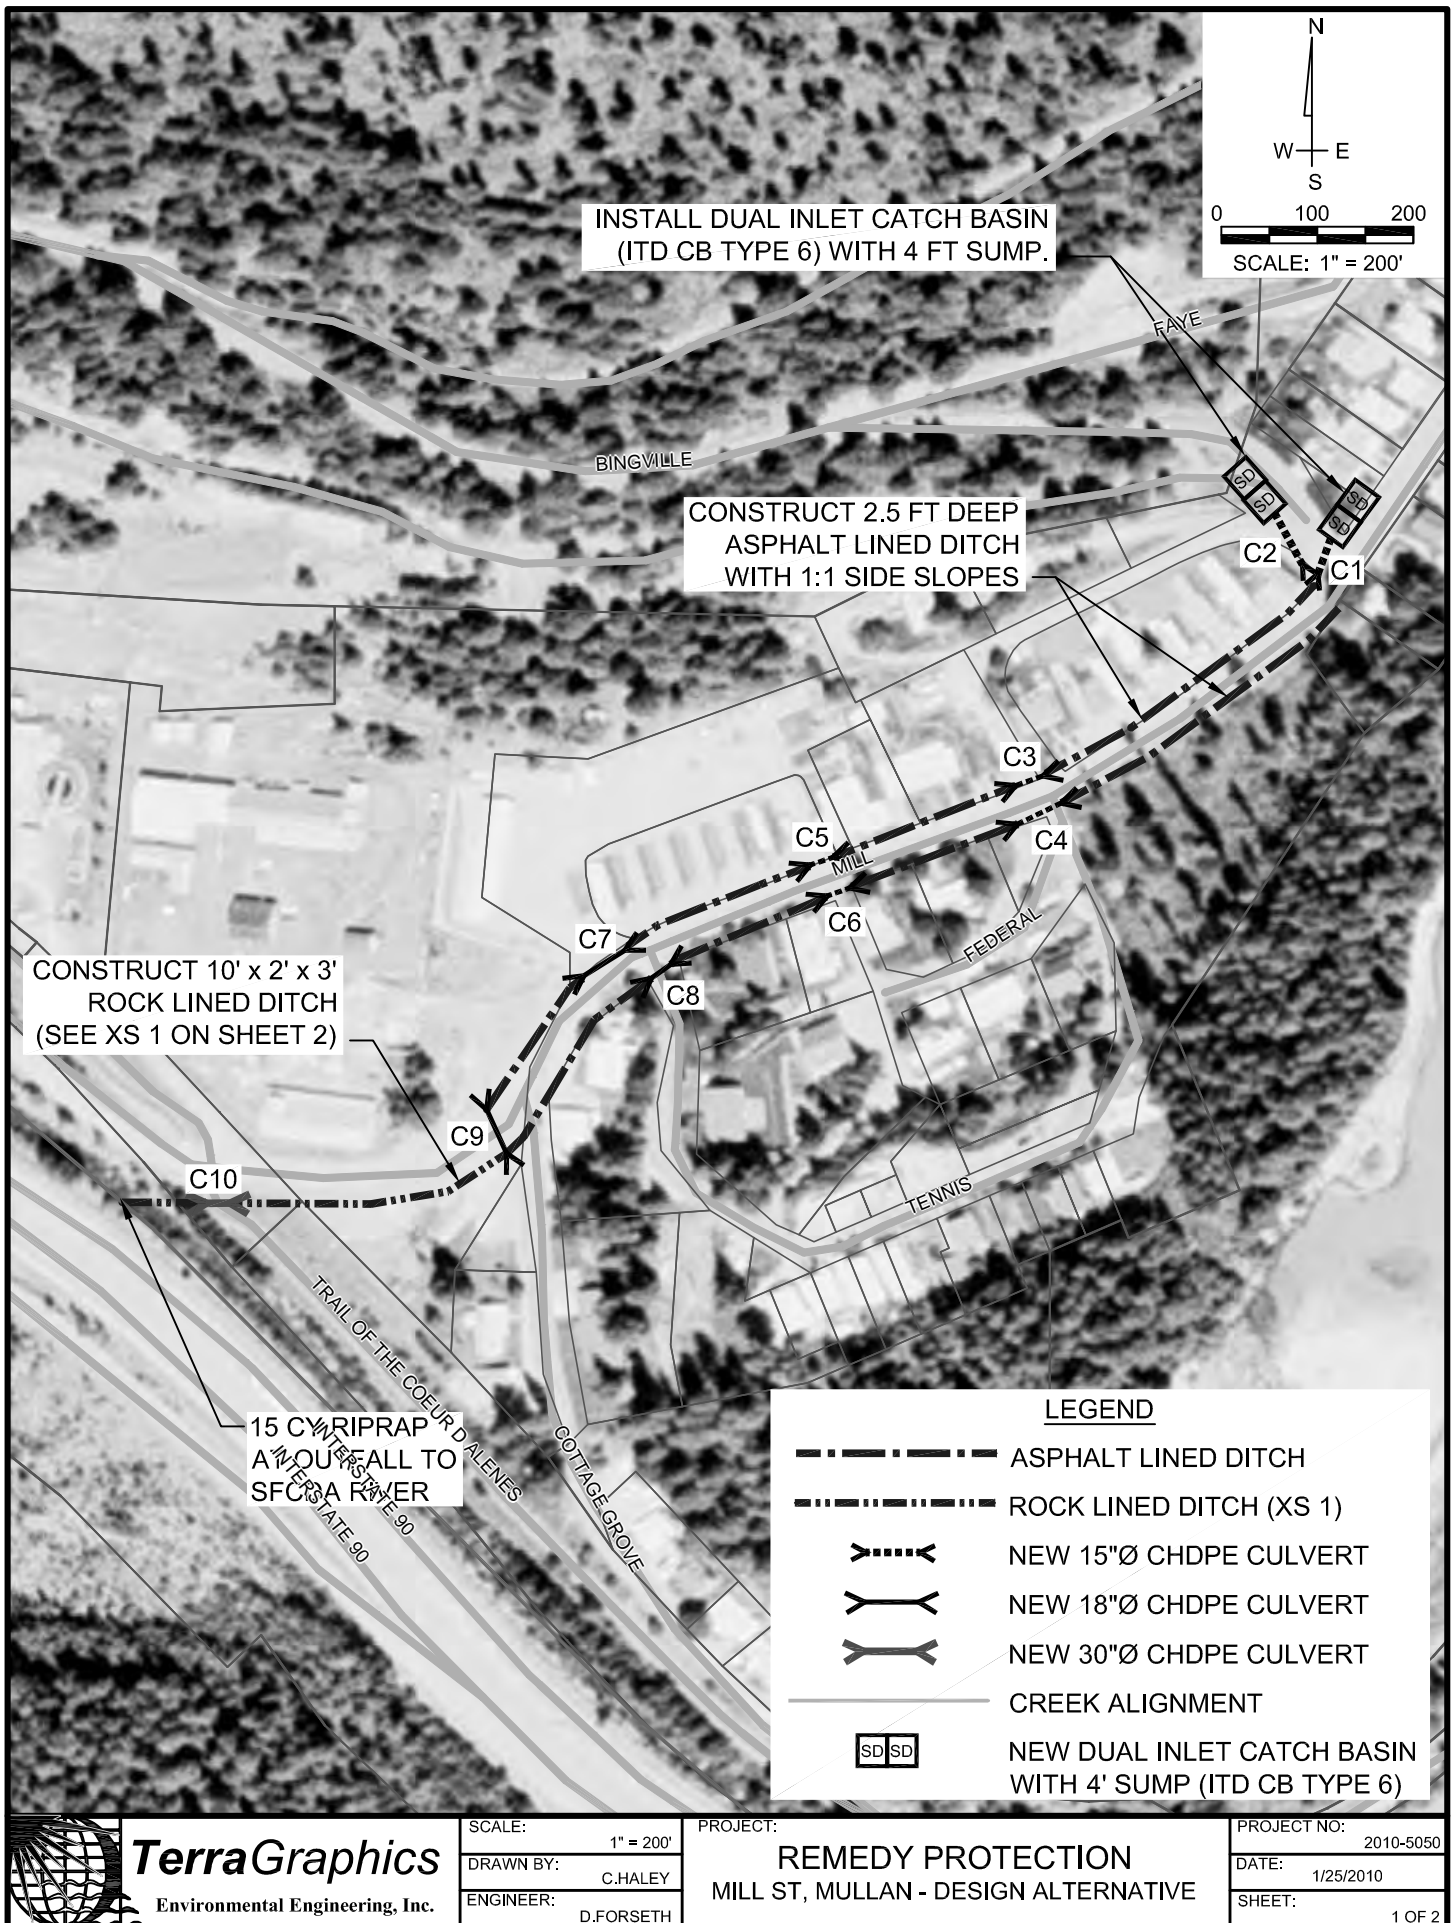 N
W E
S
0 100 200
SCALE: 1" = 200'
INSTALL DUAL INLET CATCH BASIN
(ITD CB TYPE 6) WITH 4 FT SUMP.
FAYE
BINGVILLE
SD
SD
SD
SD
CONSTRUCT 2.5 FT DEEP
ASPHALT LINED DITCH
WITH 1:1 SIDE SLOPES
C2
C1
C3
C4
C5
MILL
C6
FEDERAL
C7
C8
CONSTRUCT 10' x 2' x 3'
ROCK LINED DITCH
(SEE XS 1 ON SHEET 2)
C9
C10
TENNIS
TRAIL OF THE COEUR D ALENES
15 CY RIPRAP
AT OUTFALL TO
SFCDA RIVER
INTERSTATE 90
INTERSTATE 90
COTTAGE GROVE
LEGEND
ASPHALT LINED DITCH
ROCK LINED DITCH (XS 1)
NEW 15"Ø CHDPE CULVERT
NEW 18"Ø CHDPE CULVERT
NEW 30"Ø CHDPE CULVERT
CREEK ALIGNMENT
SD SD
NEW DUAL INLET CATCH BASIN
WITH 4' SUMP (ITD CB TYPE 6)
TerraGraphics
Environmental Engineering, Inc.
SCALE:
1" = 200'
DRAWN BY:
C.HALEY
ENGINEER:
D.FORSETH
PROJECT:
REMEDY PROTECTION
MILL ST, MULLAN - DESIGN ALTERNATIVE
PROJECT NO:
2010-5050
DATE:
1/25/2010
SHEET:
1 OF 2